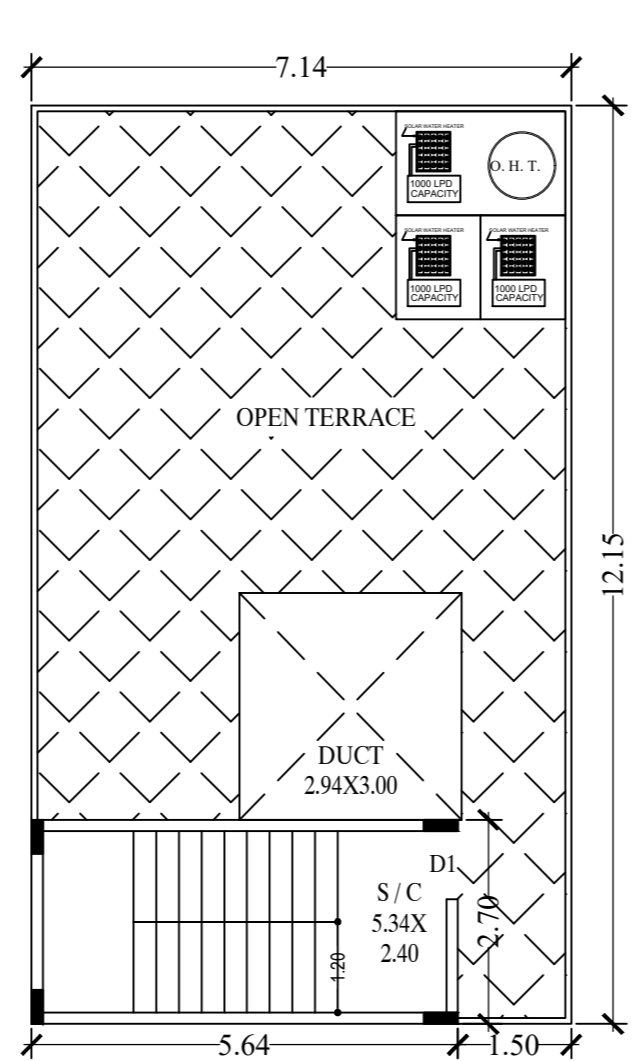 7.14
SOLAR WATER HEATER
O. H. T.
1000 LPD
CAPACITY
SOLAR WATER HEATER
SOLAR WATER HEATER
1000 LPD
CAPACITY
1000 LPD
CAPACITY
OPEN TERRACE
12.15
DUCT
2.94X3.00
D1
S / C
5.34X
2.40
2.70
1.20
5.64
1.50